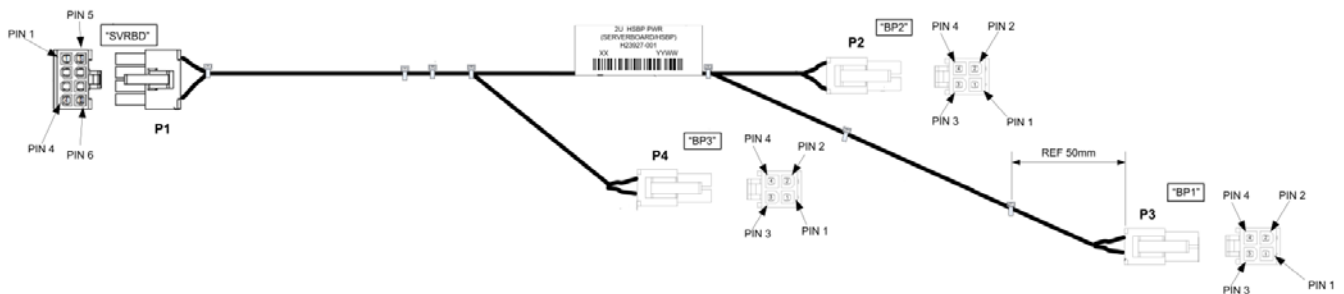 PIN 5
PIN 1
"SVRBD"
P1
PIN 4
PIN 6
2U HSBP PWR
(SERVERBOARD/HSBP)
H23927-001
XX YYWW
P2
"BP2"
PIN 4
PIN 2
PIN 3
PIN 1
P4
"BP3"
PIN 4
PIN 2
PIN 3
PIN 1
REF 50mm
P3
"BP1"
PIN 4
PIN 2
PIN 3
PIN 1